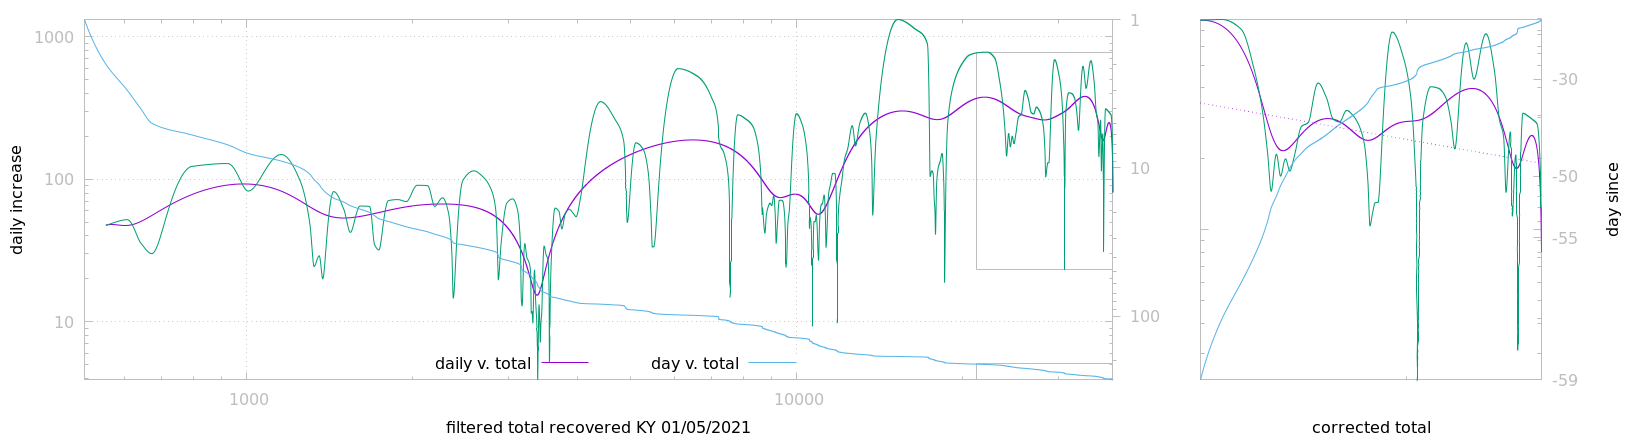 daily increase
1000
100
10
1000
10000
filtered total recovered KY 01/05/2021
daily v. total
day v. total
1
10
100
day since
-30
-50
-55
-59
corrected total